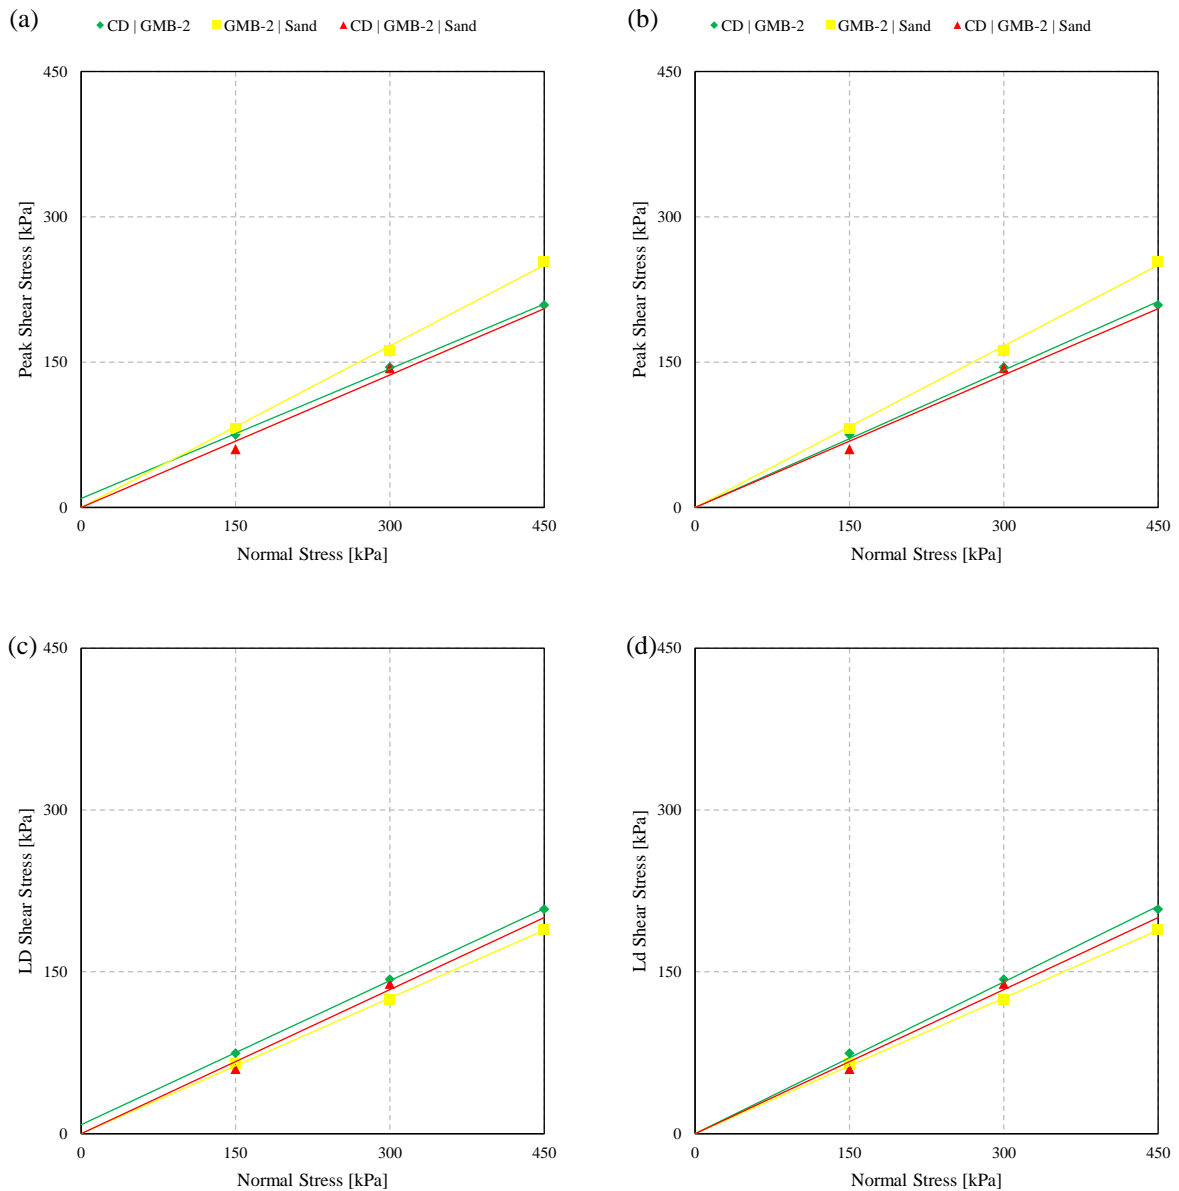 (a)
CD | GMB-2 GMB-2 | Sand CD | GMB-2 | Sand
450
300
150
0
0 150 300 450
Peak Shear Stress [kPa]
Normal Stress [kPa]
(b)
CD | GMB-2 GMB-2 | Sand CD | GMB-2 | Sand
450
300
150
0
0 150 300 450
Peak Shear Stress [kPa]
Normal Stress [kPa]
(c)
450
300
150
0
0 150 300 450
LD Shear Stress [kPa]
Normal Stress [kPa]
(d)
450
300
150
0
0 150 300 450
Ld Shear Stress [kPa]
Normal Stress [kPa]